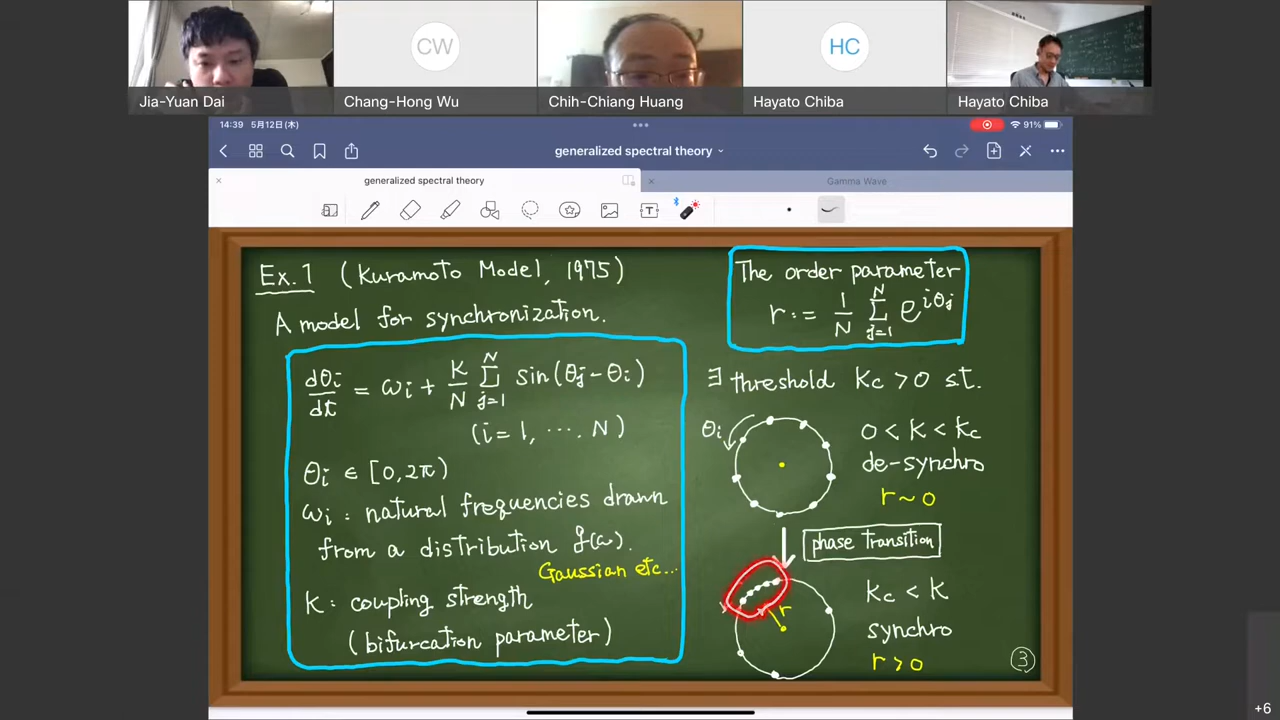 CW
HC
Jia-Yuan Dai
Chang-Hong Wu
Chih-Chiang Huang
Hayato Chiba
Hayato Chiba
14:39 5月12日(木)
91%
generalized spectral theory
generalized spectral theory
Gamma Wave
Ex. 1 (Kuramoto Model, 1975)
A model for synchronization.
dθi/dt = ωi + K/N Σ_{j=1}^{N} sin(θj - θi)
(i = 1, ... N)
θi ∈ [0, 2π)
ωi : natural frequencies drawn
from a distribution g(ω).
Gaussian etc...
K : coupling strength
(bifurcation parameter)
The order parameter
r := 1/N Σ_{j=1}^{N} e^{iθj}
∃ threshold Kc > 0 s.t.
θi
0 < K < Kc
de-synchro
r ~ 0
phase transition
r
Kc < K
synchro
r > 0
③
+6